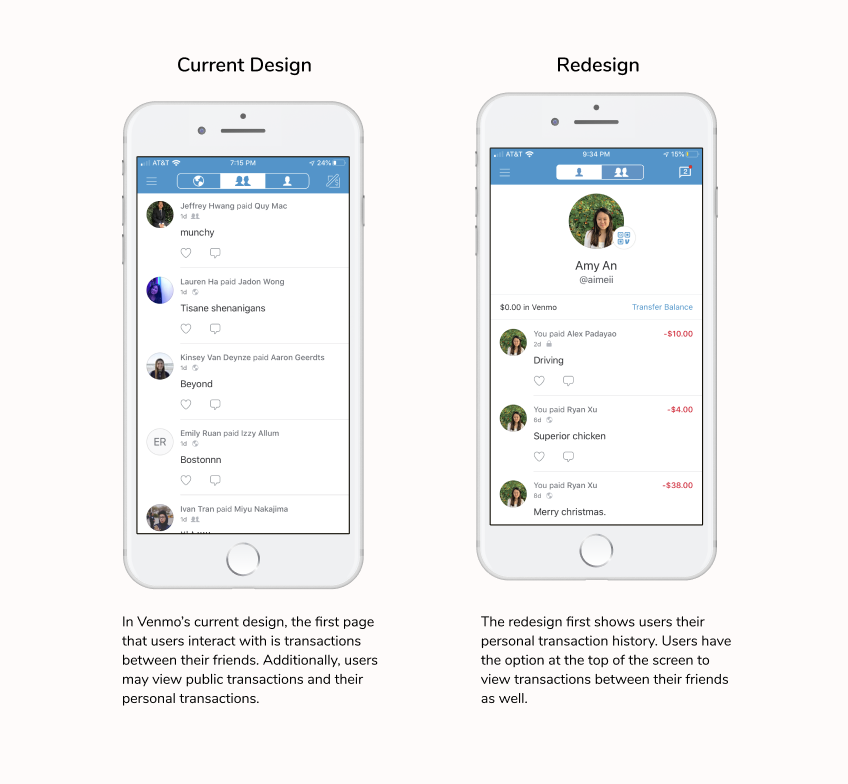 Current Design
AT&T 7:15 PM 24%
Jeffrey Hwang paid Quy Mac
1d
munchy
Lauren Ha paid Jadon Wong
1d
Tisane shenanigans
Kinsey Van Deynze paid Aaron Geerdts
1d
Beyond
ER
Emily Ruan paid Izzy Allum
1d
Bostonnn
Ivan Tran paid Miyu Nakajima
1d
In Venmo's current design, the first page
that users interact with is transactions
between their friends. Additionally, users
may view public transactions and their
personal transactions.
Redesign
AT&T 9:34 PM 15%
2
Amy An
@aimeii
$0.00 in Venmo Transfer Balance
You paid Alex Padayao -$10.00
2d
Driving
You paid Ryan Xu -$4.00
6d
Superior chicken
You paid Ryan Xu -$38.00
8d
Merry christmas.
The redesign first shows users their
personal transaction history. Users have
the option at the top of the screen to
view transactions between their friends
as well.